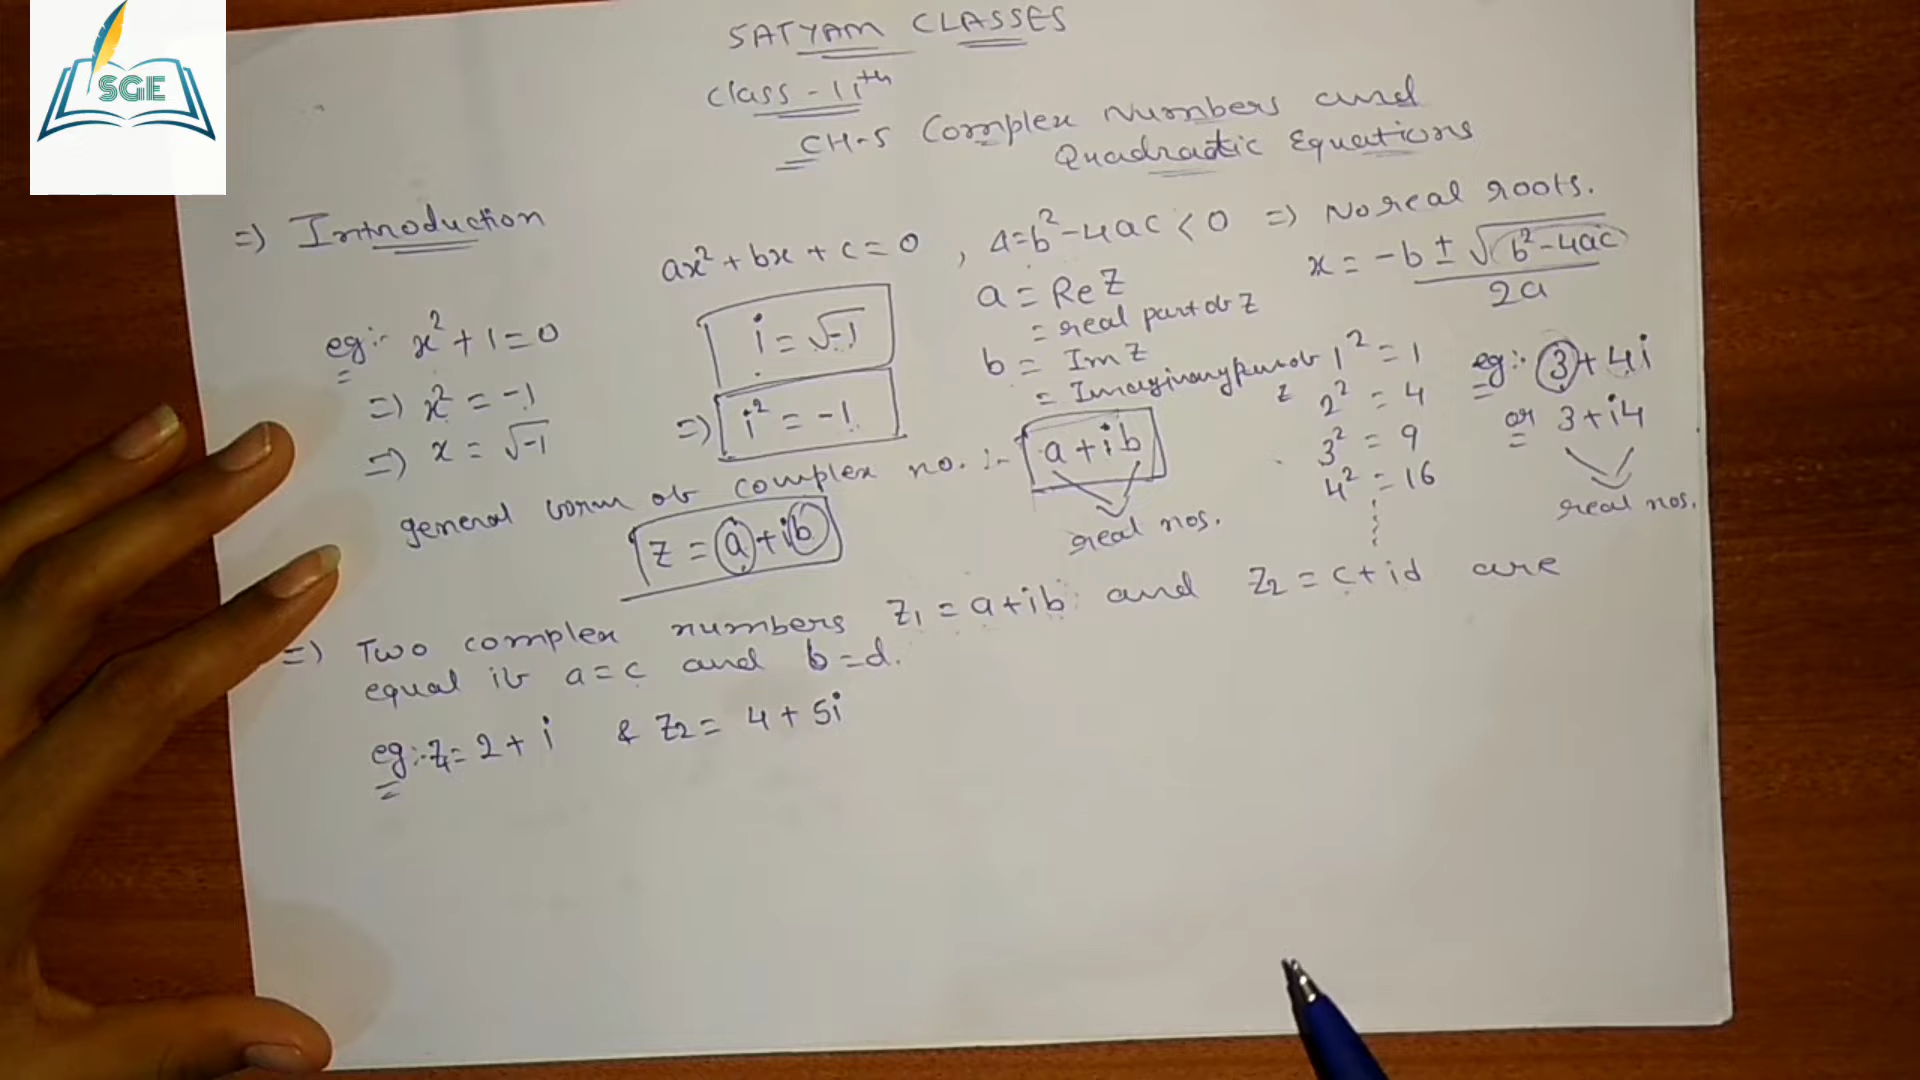 SGE
SATYAM CLASSES
Class - 11th
CH-5 Complex Numbers and
Quadratic Equations
=) Introduction
ax² + bx + c = 0 , Δ=b²-4ac < 0 => No real roots.
x = -b ± √b²-4ac
2a
eg:- x² + 1 = 0
=) x² = -1
=) x = √-1
i = √-1
=) i² = -1
a = Re Z
= real part of Z
b = Im Z
= Imaginary part of
Z
1² = 1
2² = 4
3² = 9
4² = 16
eg:- 3 + 4i
or 3 + i4
real nos.
general form of complex no. :- a + ib
real nos.
z = a + ib
=) Two complex numbers Z₁ = a + ib and Z₂ = c + id are
equal if a = c and b = d.
eg:- Z₁ = 2 + i & Z₂ = 4 + 5i